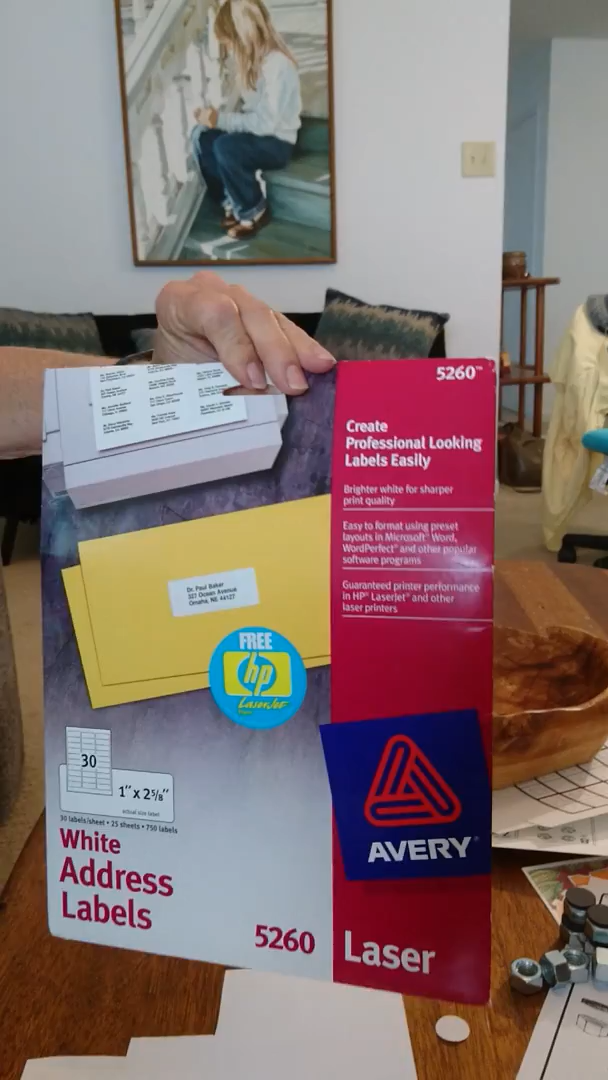 5260™
Create
Professional Looking
Labels Easily
Brighter white for sharper
print quality
Easy to format using preset
layouts in Microsoft® Word,
WordPerfect® and other popular
software programs
Guaranteed printer performance
in HP® LaserJet® and other
laser printers
Dr. Paul Baker
327 Ocean Avenue
Omaha, NE 44127
FREE
hp
LaserJet
30
1" x 2 5/8"
actual size label
30 labels/sheet • 25 sheets • 750 labels
White
Address
Labels
5260
AVERY®
Laser